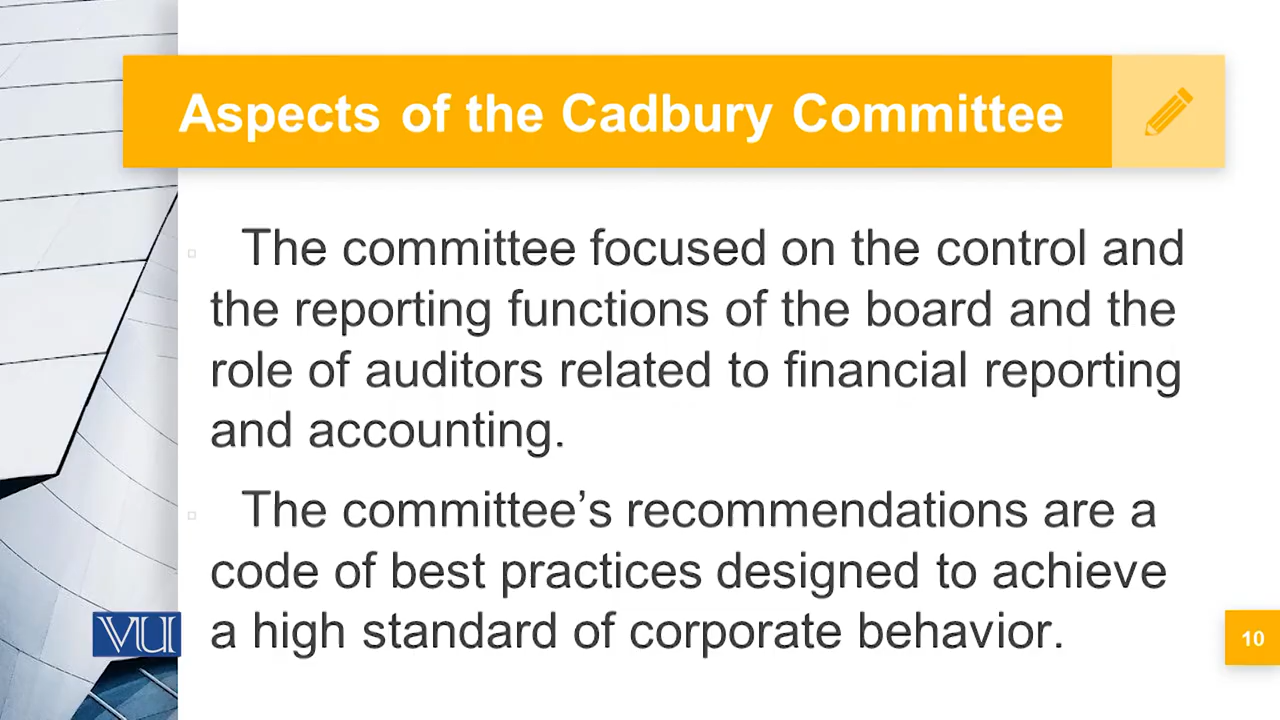 Aspects of the Cadbury Committee
The committee focused on the control and
the reporting functions of the board and the
role of auditors related to financial reporting
and accounting.
The committee’s recommendations are a
code of best practices designed to achieve
a high standard of corporate behavior.
VU
10